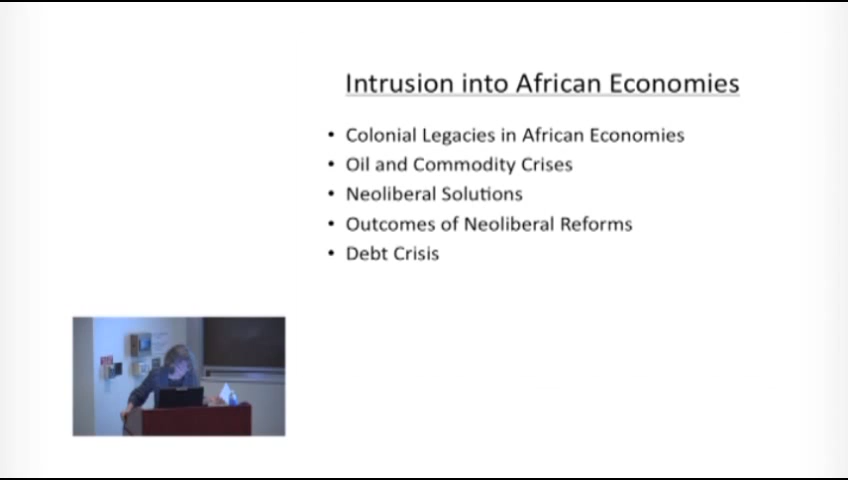 Intrusion into African Economies
• Colonial Legacies in African Economies
• Oil and Commodity Crises
• Neoliberal Solutions
• Outcomes of Neoliberal Reforms
• Debt Crisis